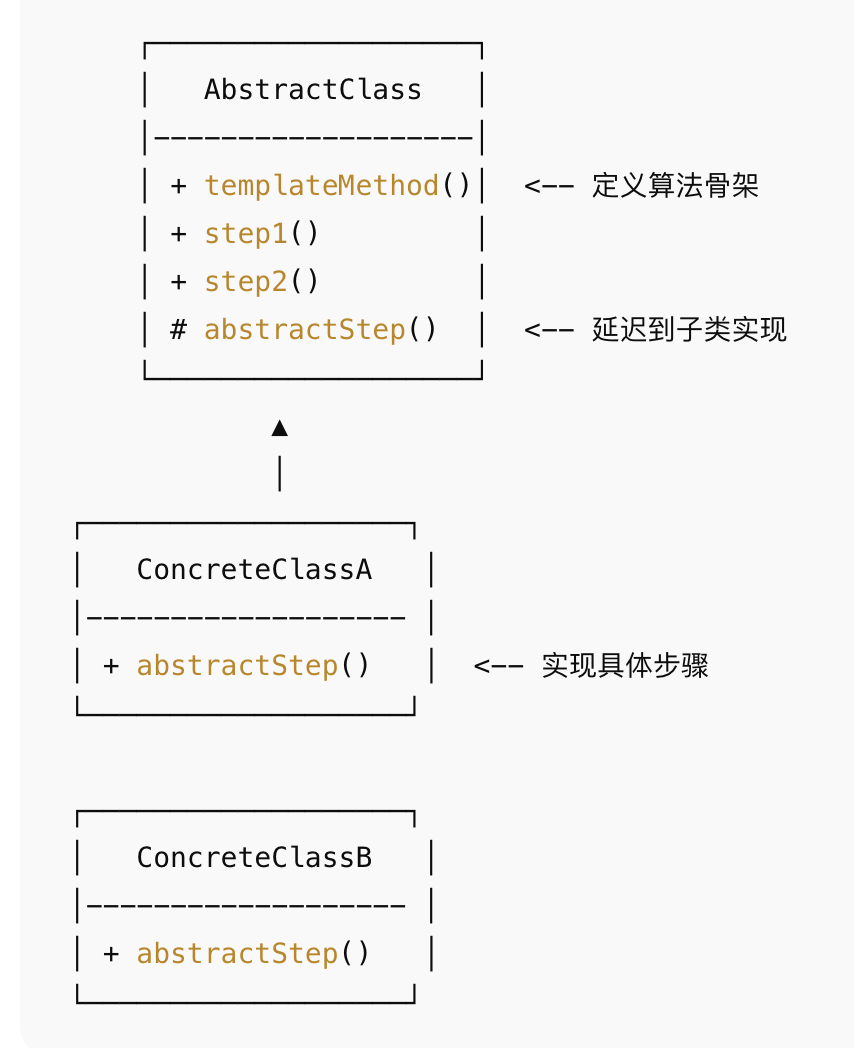 AbstractClass
+ templateMethod() <-- 定义算法骨架
+ step1()
+ step2()
# abstractStep() <-- 延迟到子类实现
ConcreteClassA
+ abstractStep() <-- 实现具体步骤
ConcreteClassB
+ abstractStep()